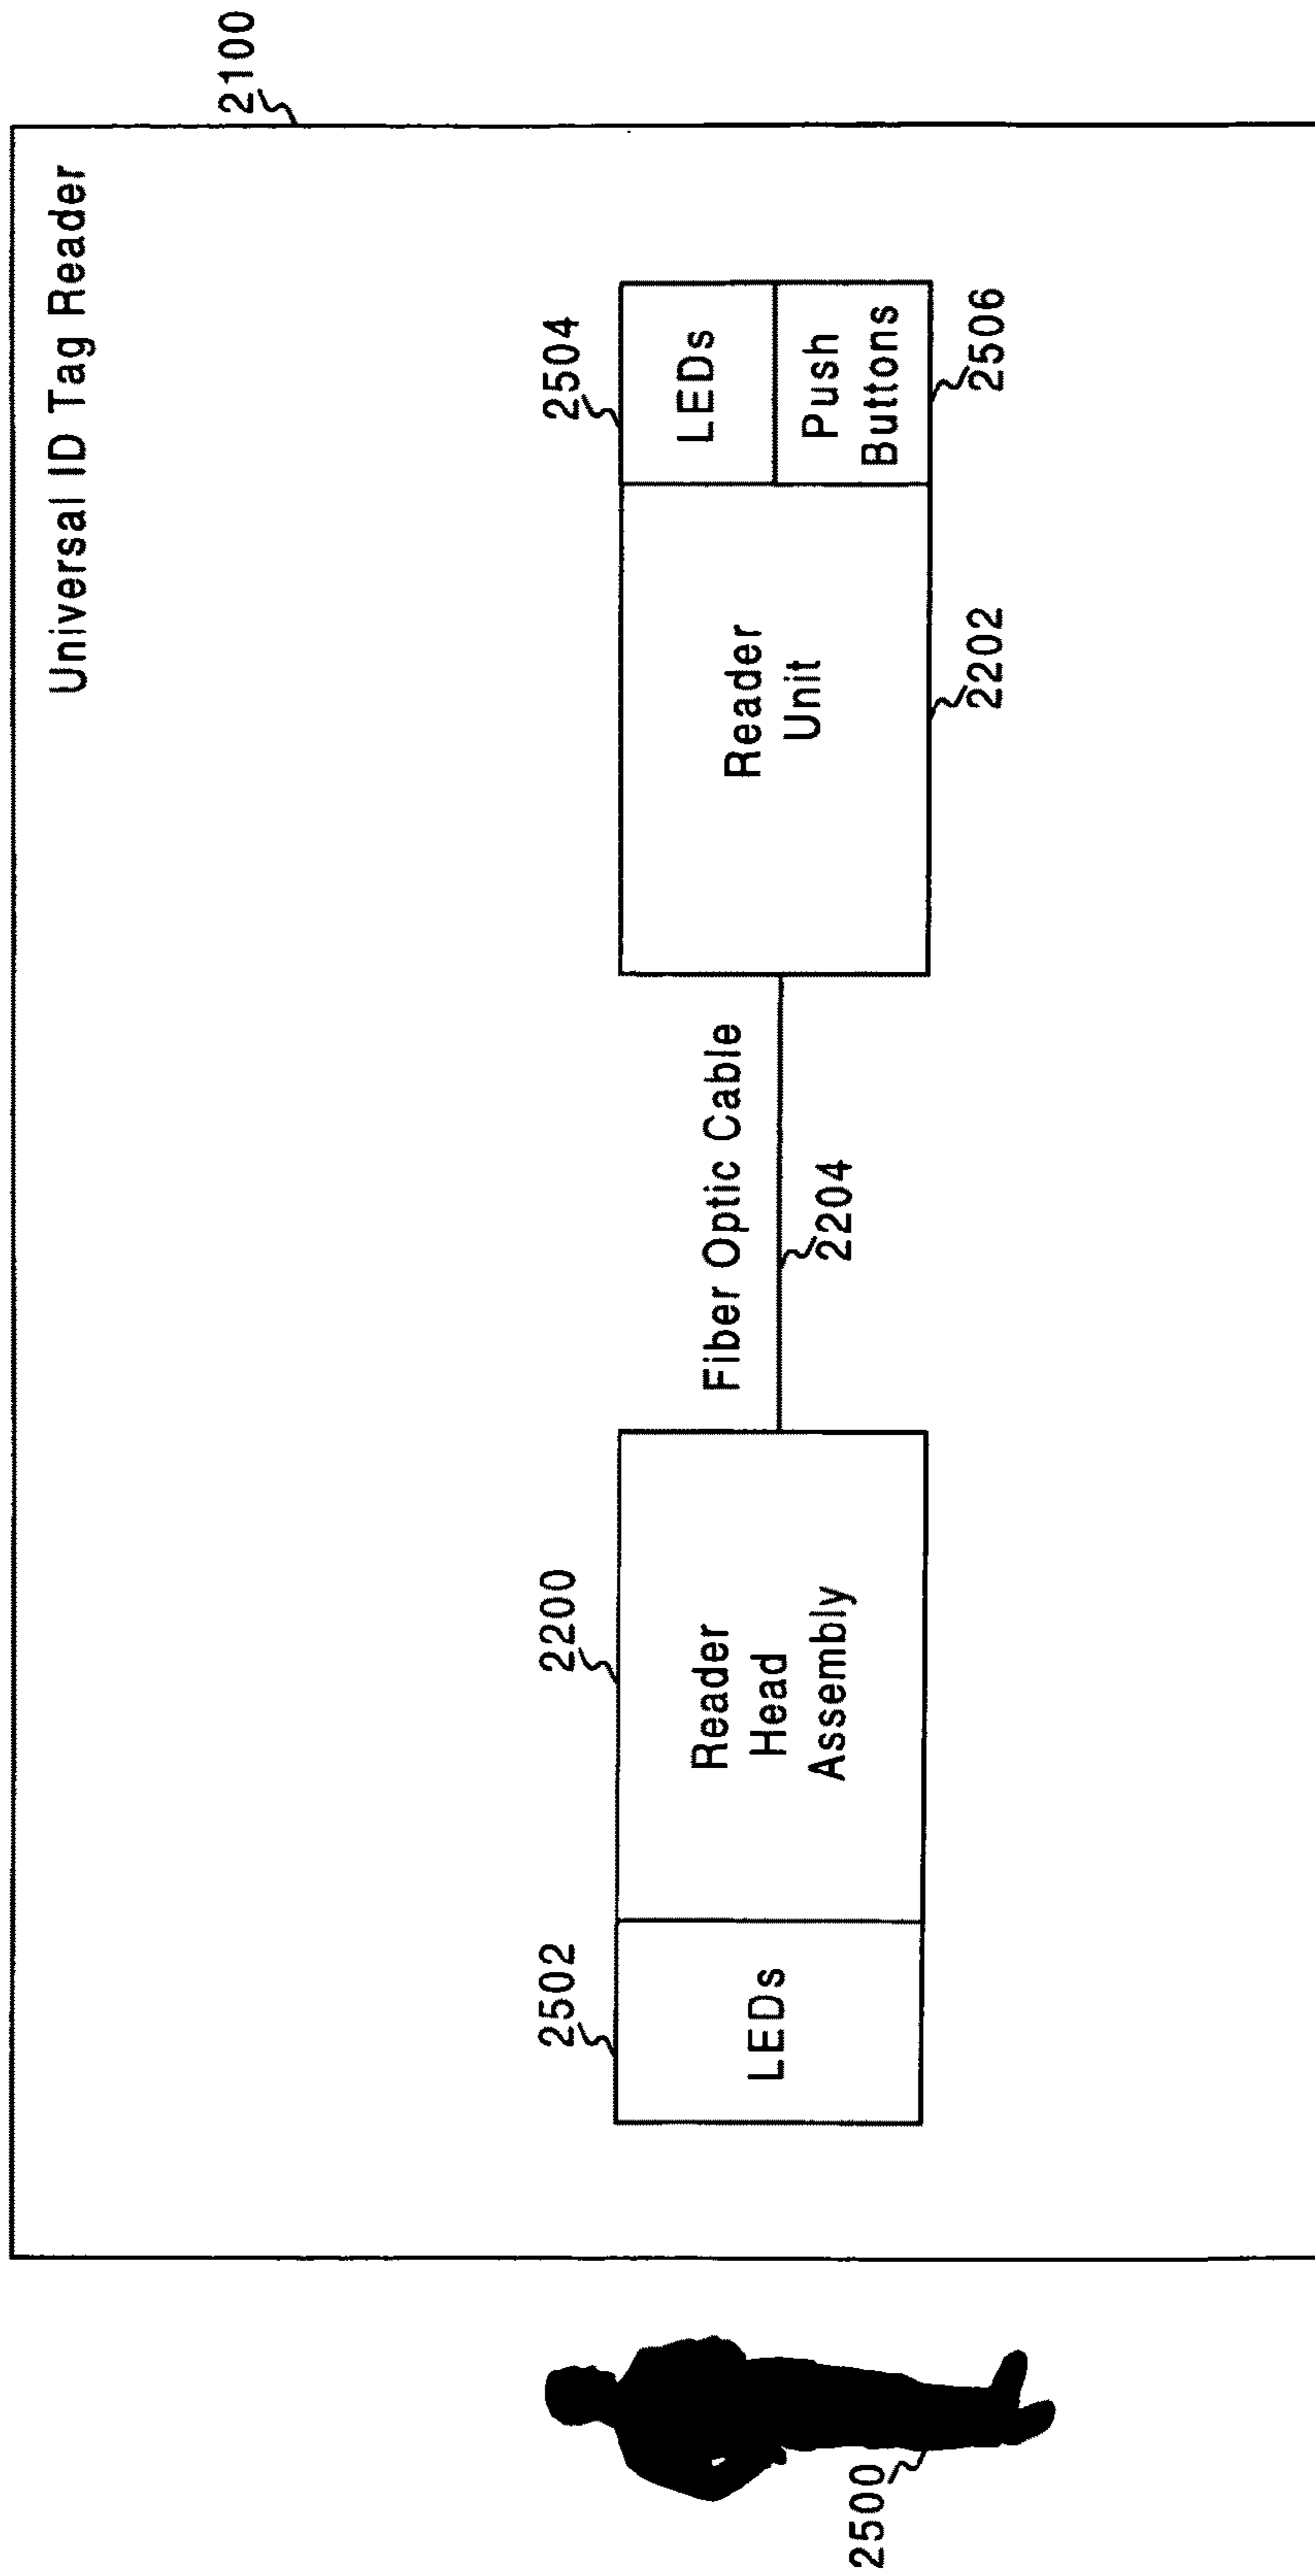 Universal ID Tag Reader
2100
2502
2200
2504
LEDs
Reader
Head
Assembly
Fiber Optic Cable
2204
Reader
Unit
LEDs
Push
Buttons
2202
2506
2500